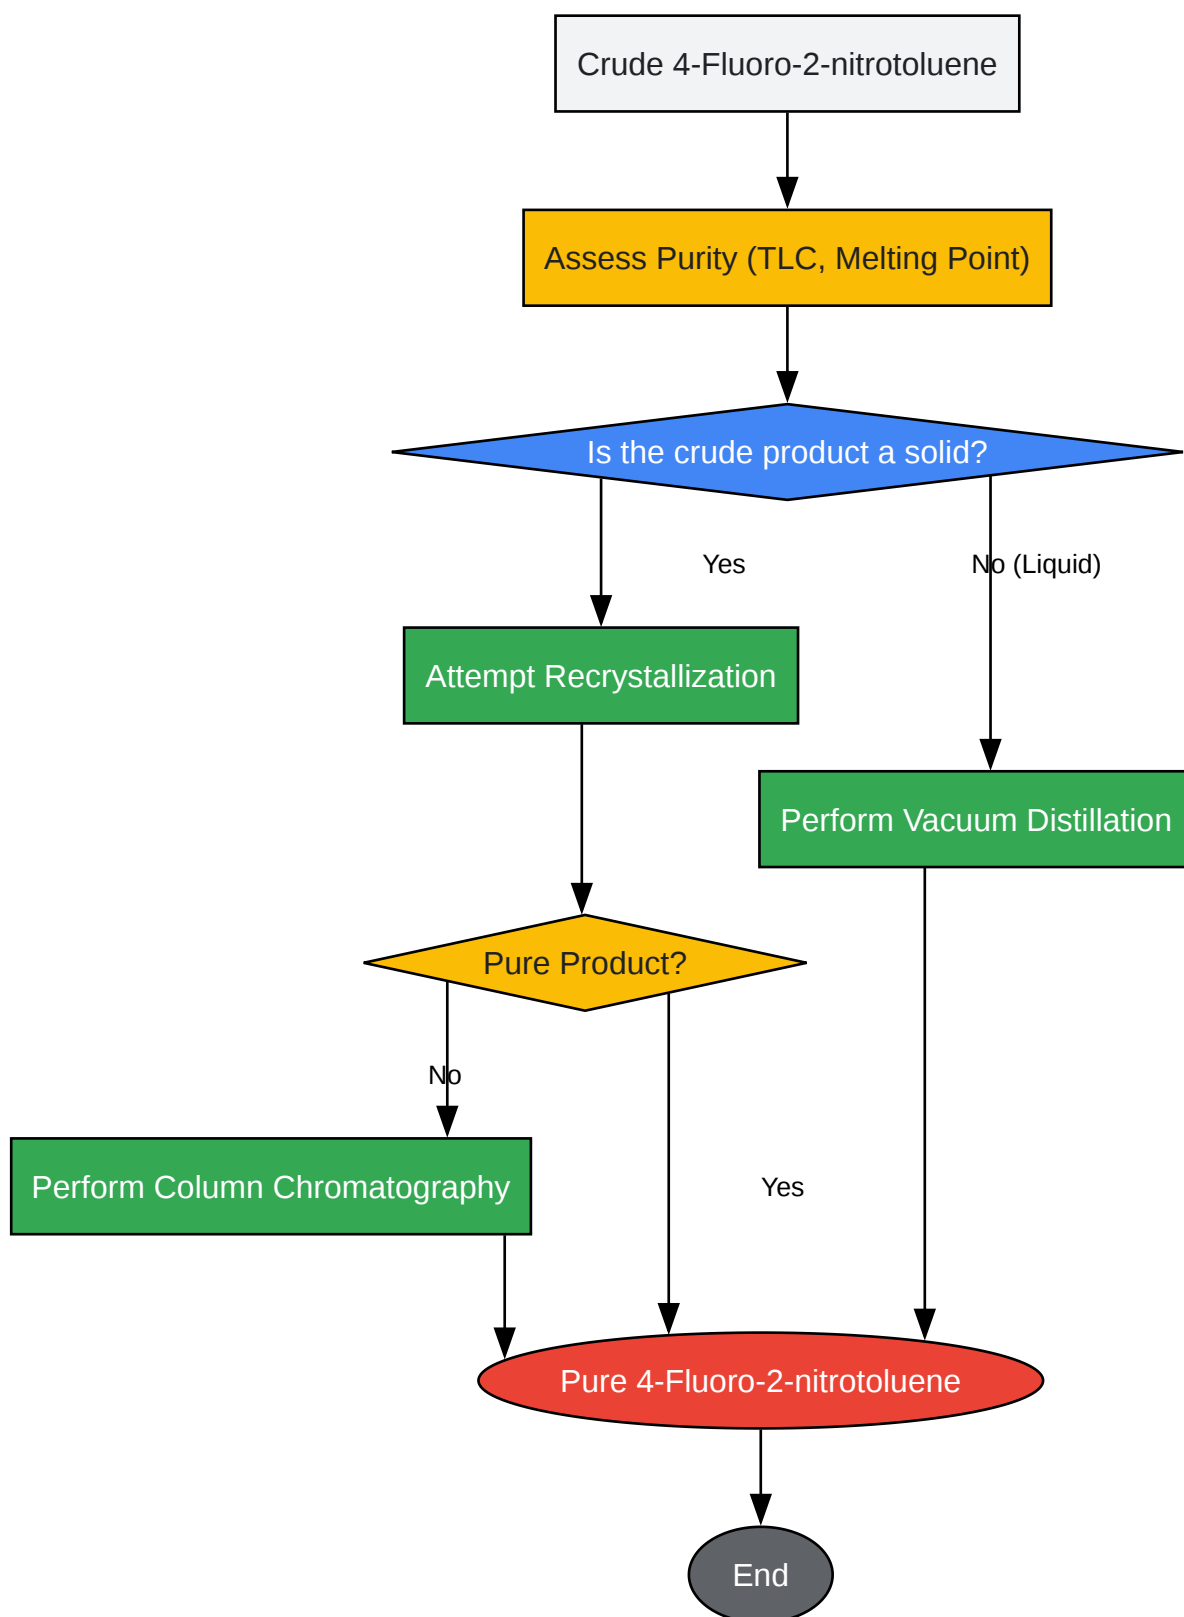 Crude 4-Fluoro-2-nitrotoluene
Assess Purity (TLC, Melting Point)
Is the crude product a solid?
Yes
No (Liquid)
Attempt Recrystallization
Perform Vacuum Distillation
Pure Product?
No
Perform Column Chromatography
Yes
Pure 4-Fluoro-2-nitrotoluene
End